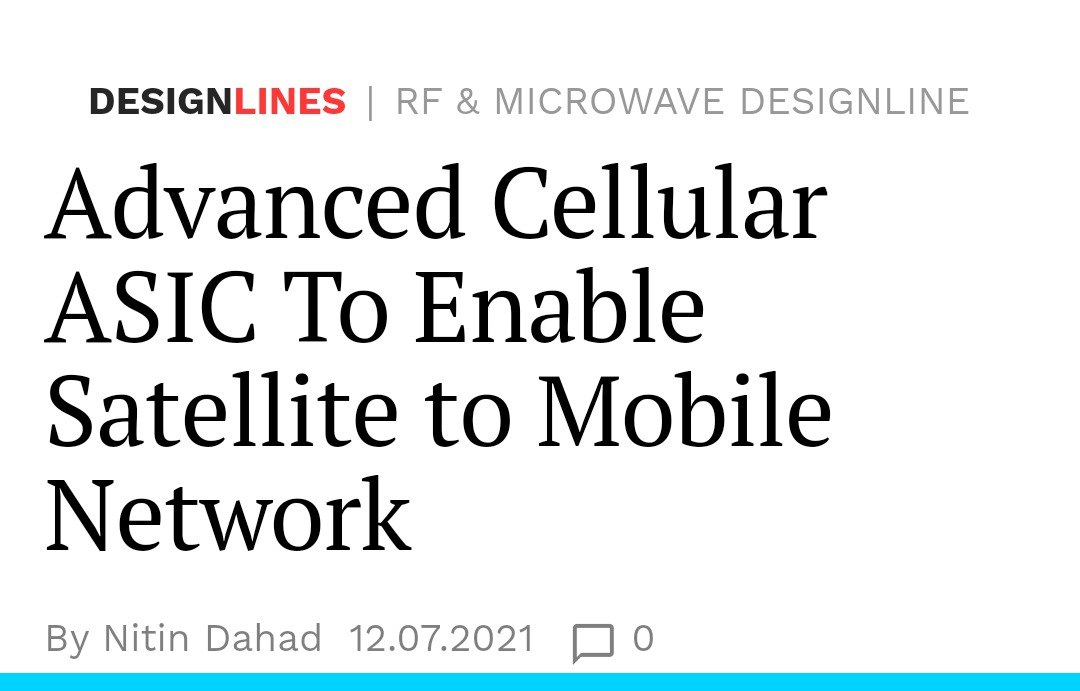 DESIGNLINES | RF & MICROWAVE DESIGNLINE
Advanced Cellular
ASIC To Enable
Satellite to Mobile
Network
By Nitin Dahad 12.07.2021 0